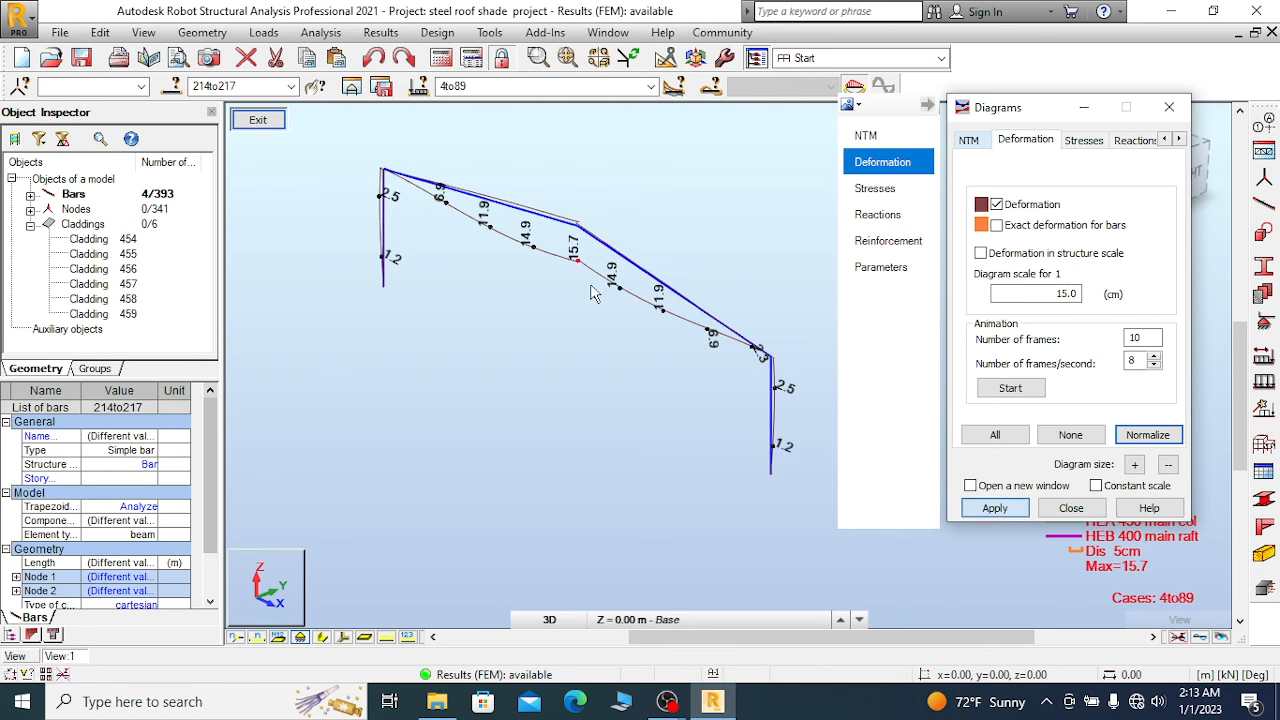 PRO
Autodesk Robot Structural Analysis Professional 2021 - Project: steel roof shade project - Results (FEM): available
Type a keyword or phrase
Sign In
File Edit View Geometry Loads Analysis Results Design Tools Add-Ins Window Help Community
Start
214to217
4to89
Object Inspector
Objects Number of...
Objects of a model
Bars 4/393
Nodes 0/341
Claddings 0/6
Cladding 454
Cladding 455
Cladding 456
Cladding 457
Cladding 458
Cladding 459
Auxiliary objects
Geometry Groups
Name Value Unit
List of bars 214to217
General
Name... (Different val...
Type Simple bar
Structure ... Bar
Story...
Model
Trapezoid... Analyze
Compone... (Different val...
Element ty... beam
Geometry
Length (Different val... (m)
Node 1 (Different val...
Node 2 (Different val...
Type of c... cartesian
Bars
Exit
2.5
1.2
6.9
11.9
14.9
15.7
14.9
11.9
6.9
2.5
1.2
Z
Y
X
3D Z = 0.00 m - Base
NTM
Deformation
Stresses
Reactions
Reinforcement
Parameters
Diagrams
NTM Deformation Stresses Reactions
Deformation
Exact deformation for bars
Deformation in structure scale
Diagram scale for 1
15.0 (cm)
Animation
Number of frames: 10
Number of frames/second: 8
Start
All None Normalize
Diagram size: + --
Open a new window Constant scale
Apply Close Help
HEB 400 main raft
Dis 5cm
Max=15.7
Cases: 4to89
View
View View:1
Results (FEM): available
x=0.00, y=0.00, z=0.00
0.00
[m] [kN] [Deg]
Type here to search
72°F Sunny
2:13 AM
1/1/2023
5